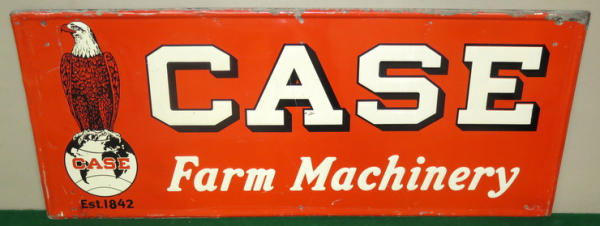 CASE
Farm Machinery
CASE
Est.1842